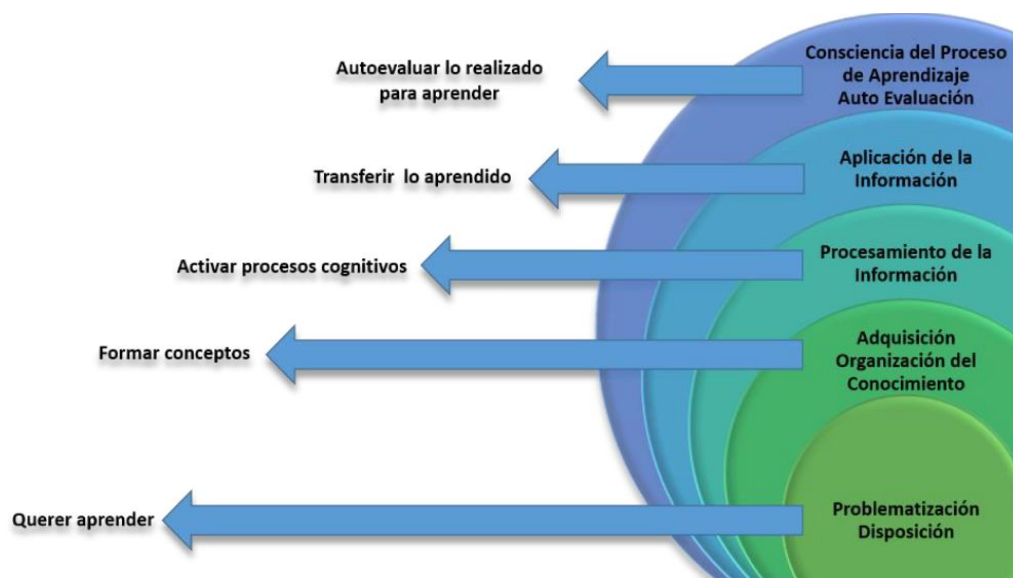 Autoevaluar lo realizado
para aprender
Consciencia del Proceso
de Aprendizaje
Auto Evaluación
Transferir lo aprendido
Aplicación de la
Información
Activar procesos cognitivos
Procesamiento de la
Información
Formar conceptos
Adquisición
Organización del
Conocimiento
Querer aprender
Problematización
Disposición